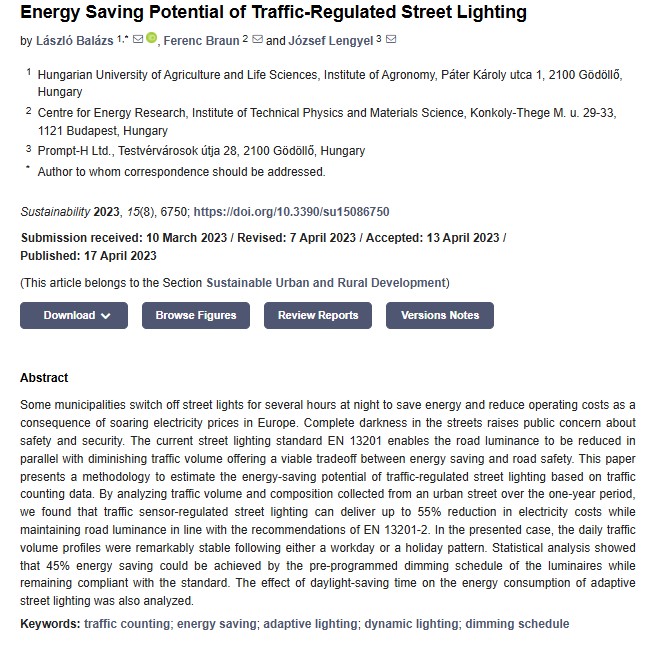 Energy Saving Potential of Traffic-Regulated Street Lighting
by László Balázs 1,* , Ferenc Braun 2 and József Lengyel 3
1 Hungarian University of Agriculture and Life Sciences, Institute of Agronomy, Páter Károly utca 1, 2100 Gödöllő,
Hungary
2 Centre for Energy Research, Institute of Technical Physics and Materials Science, Konkoly-Thege M. u. 29-33,
1121 Budapest, Hungary
3 Prompt-H Ltd., Testvérvárosok útja 28, 2100 Gödöllő, Hungary
* Author to whom correspondence should be addressed.
Sustainability 2023, 15(8), 6750; https://doi.org/10.3390/su15086750
Submission received: 10 March 2023 / Revised: 7 April 2023 / Accepted: 13 April 2023 /
Published: 17 April 2023
(This article belongs to the Section Sustainable Urban and Rural Development)
Download Browse Figures Review Reports Versions Notes
Abstract
Some municipalities switch off street lights for several hours at night to save energy and reduce operating costs as a
consequence of soaring electricity prices in Europe. Complete darkness in the streets raises public concern about
safety and security. The current street lighting standard EN 13201 enables the road luminance to be reduced in
parallel with diminishing traffic volume offering a viable tradeoff between energy saving and road safety. This paper
presents a methodology to estimate the energy-saving potential of traffic-regulated street lighting based on traffic
counting data. By analyzing traffic volume and composition collected from an urban street over the one-year period,
we found that traffic sensor-regulated street lighting can deliver up to 55% reduction in electricity costs while
maintaining road luminance in line with the recommendations of EN 13201-2. In the presented case, the daily traffic
volume profiles were remarkably stable following either a workday or a holiday pattern. Statistical analysis showed
that 45% energy saving could be achieved by the pre-programmed dimming schedule of the luminaires while
remaining compliant with the standard. The effect of daylight-saving time on the energy consumption of adaptive
street lighting was also analyzed.
Keywords: traffic counting; energy saving; adaptive lighting; dynamic lighting; dimming schedule